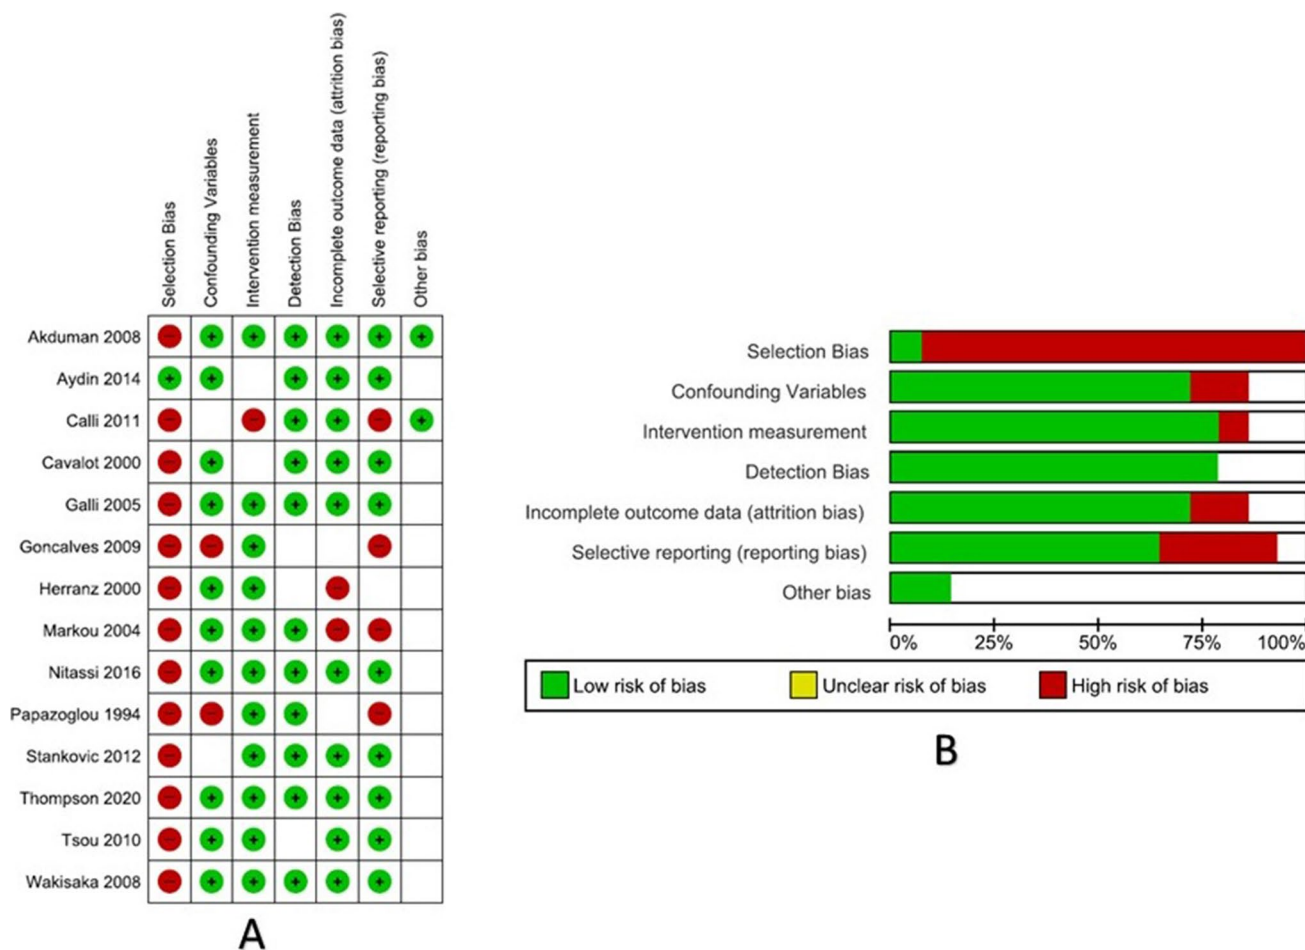 Selection Bias
Confounding Variables
Intervention measurement
Detection Bias
Incomplete outcome data (attrition bias)
Selective reporting (reporting bias)
Other bias
Akduman 2008
Aydin 2014
Calli 2011
Cavalot 2000
Galli 2005
Goncalves 2009
Herranz 2000
Markou 2004
Nitassi 2016
Papazoglou 1994
Stankovic 2012
Thompson 2020
Tsou 2010
Wakisaka 2008
A
Selection Bias
Confounding Variables
Intervention measurement
Detection Bias
Incomplete outcome data (attrition bias)
Selective reporting (reporting bias)
Other bias
0% 25% 50% 75% 100%
Low risk of bias Unclear risk of bias High risk of bias
B